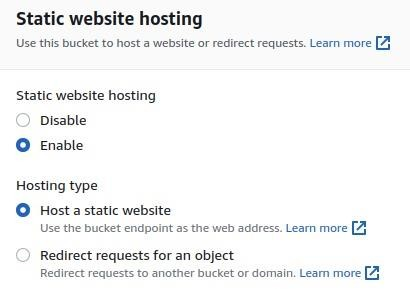 Static website hosting
Use this bucket to host a website or redirect requests. Learn more
Static website hosting
Disable
Enable
Hosting type
Host a static website
Use the bucket endpoint as the web address. Learn more
Redirect requests for an object
Redirect requests to another bucket or domain. Learn more